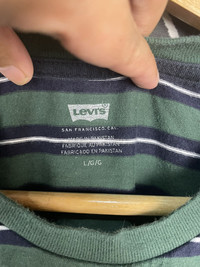 Levi's
SAN FRANCISCO, CAL.
MADE IN PAKISTAN
FABRIQUÉ AU PAKISTAN
FABRICADO EN PAKISTAN
L/G/G